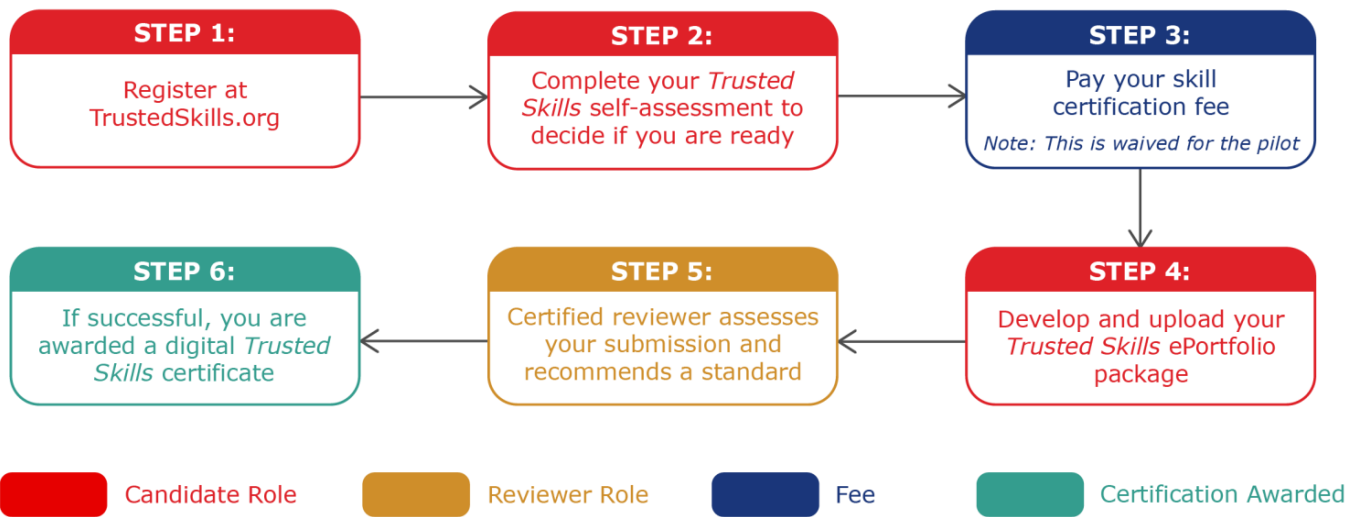 STEP 1:
Register at
TrustedSkills.org
STEP 2:
Complete your Trusted
Skills self-assessment to
decide if you are ready
STEP 3:
Pay your skill
certification fee
Note: This is waived for the pilot
STEP 4:
Develop and upload your
Trusted Skills ePortfolio
package
STEP 5:
Certified reviewer assesses
your submission and
recommends a standard
STEP 6:
If successful, you are
awarded a digital Trusted
Skills certificate
Candidate Role
Reviewer Role
Fee
Certification Awarded